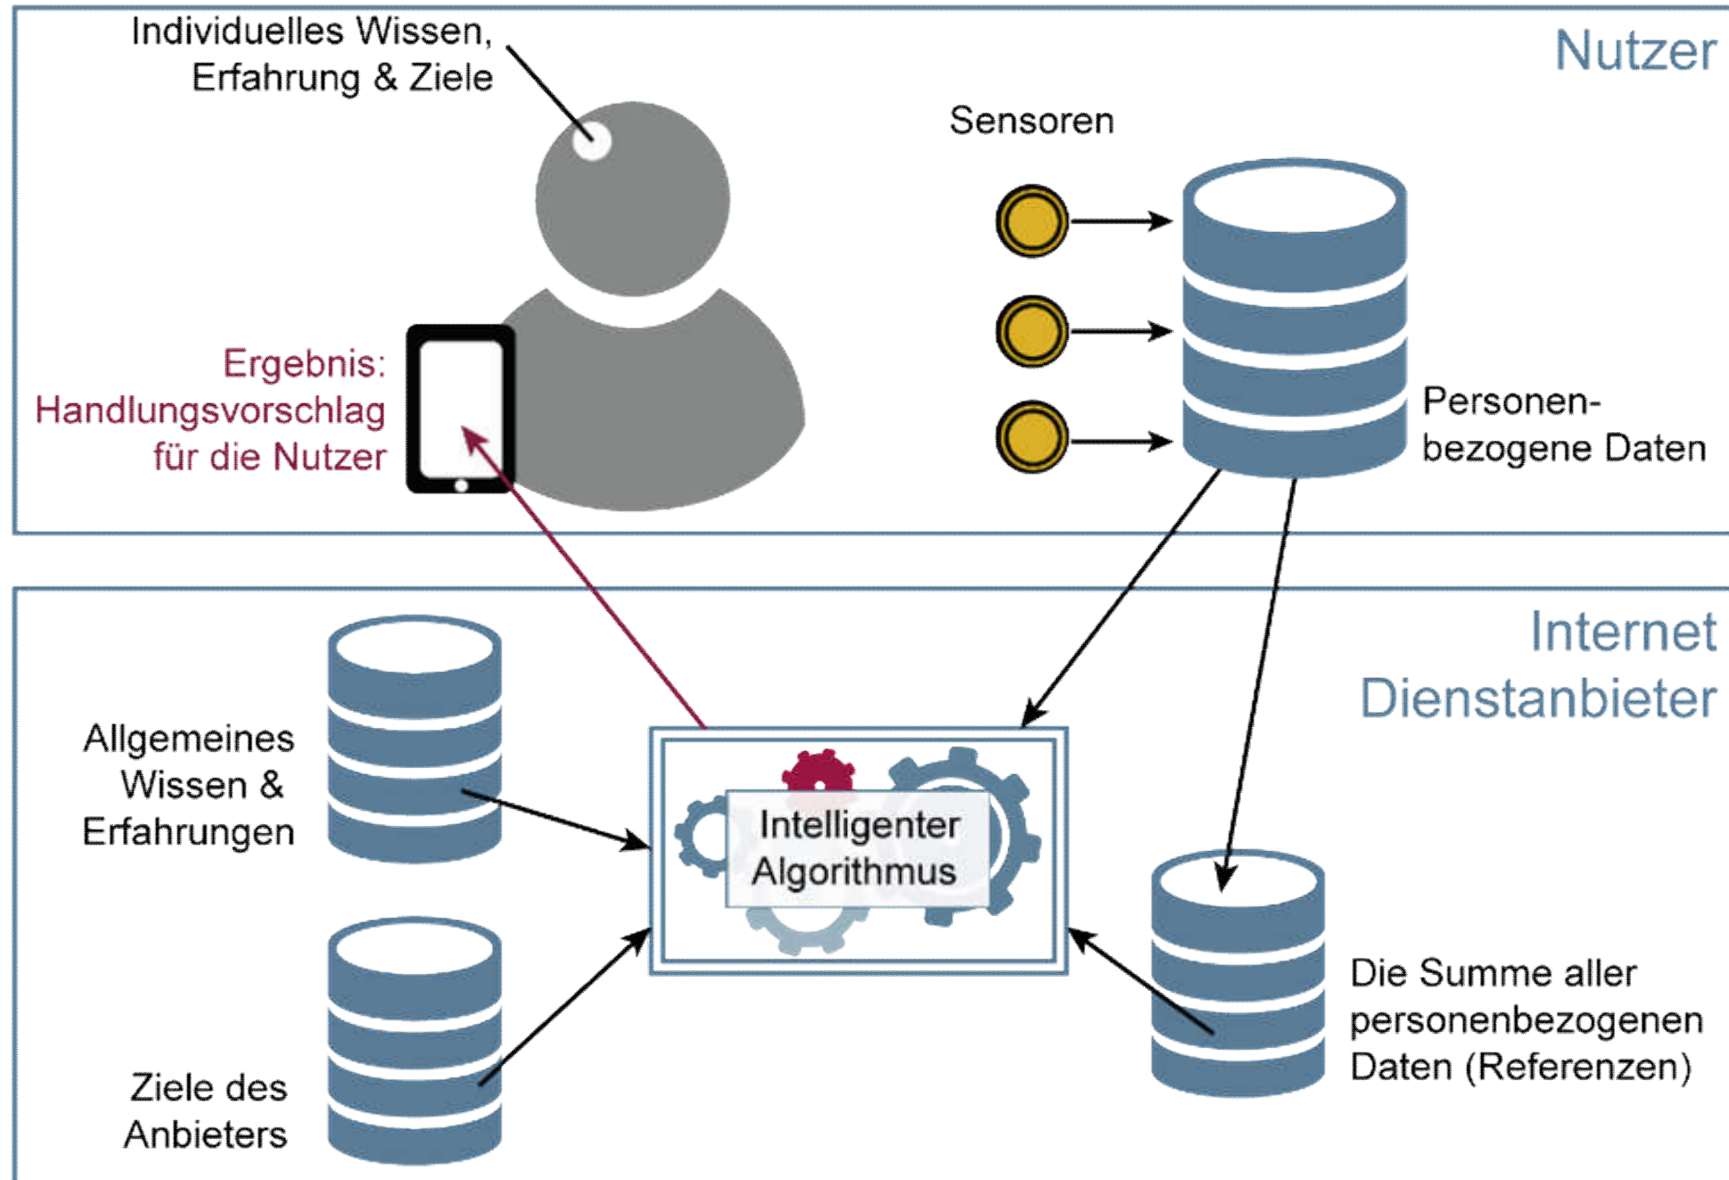 Individuelles Wissen,
Erfahrung & Ziele
Nutzer
Sensoren
Ergebnis:
Handlungsvorschlag
für die Nutzer
Personen-
bezogene Daten
Internet
Dienstanbieter
Allgemeines
Wissen &
Erfahrungen
Intelligenter
Algorithmus
Ziele des
Anbieters
Die Summe aller
personenbezogenen
Daten (Referenzen)